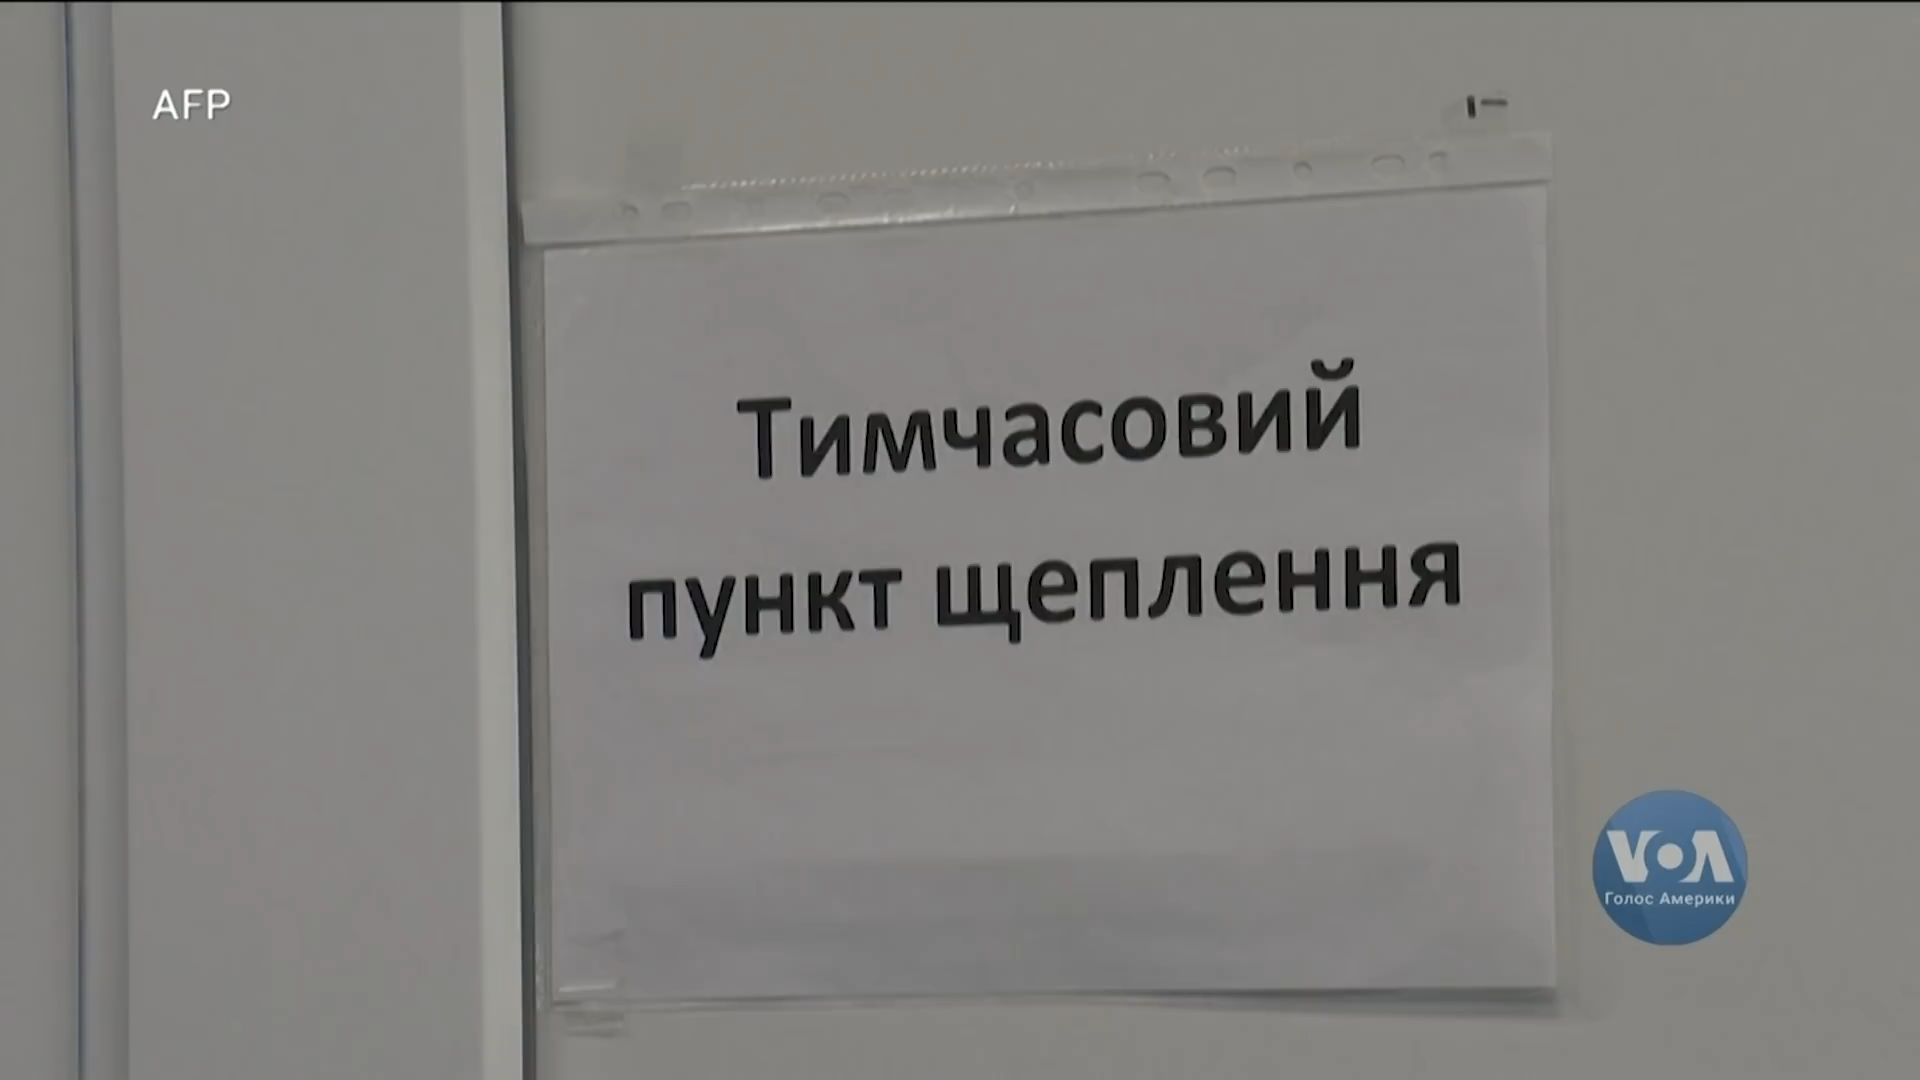 AFP
Тимчасовий
пункт щеплення
VOA
Голос Америки